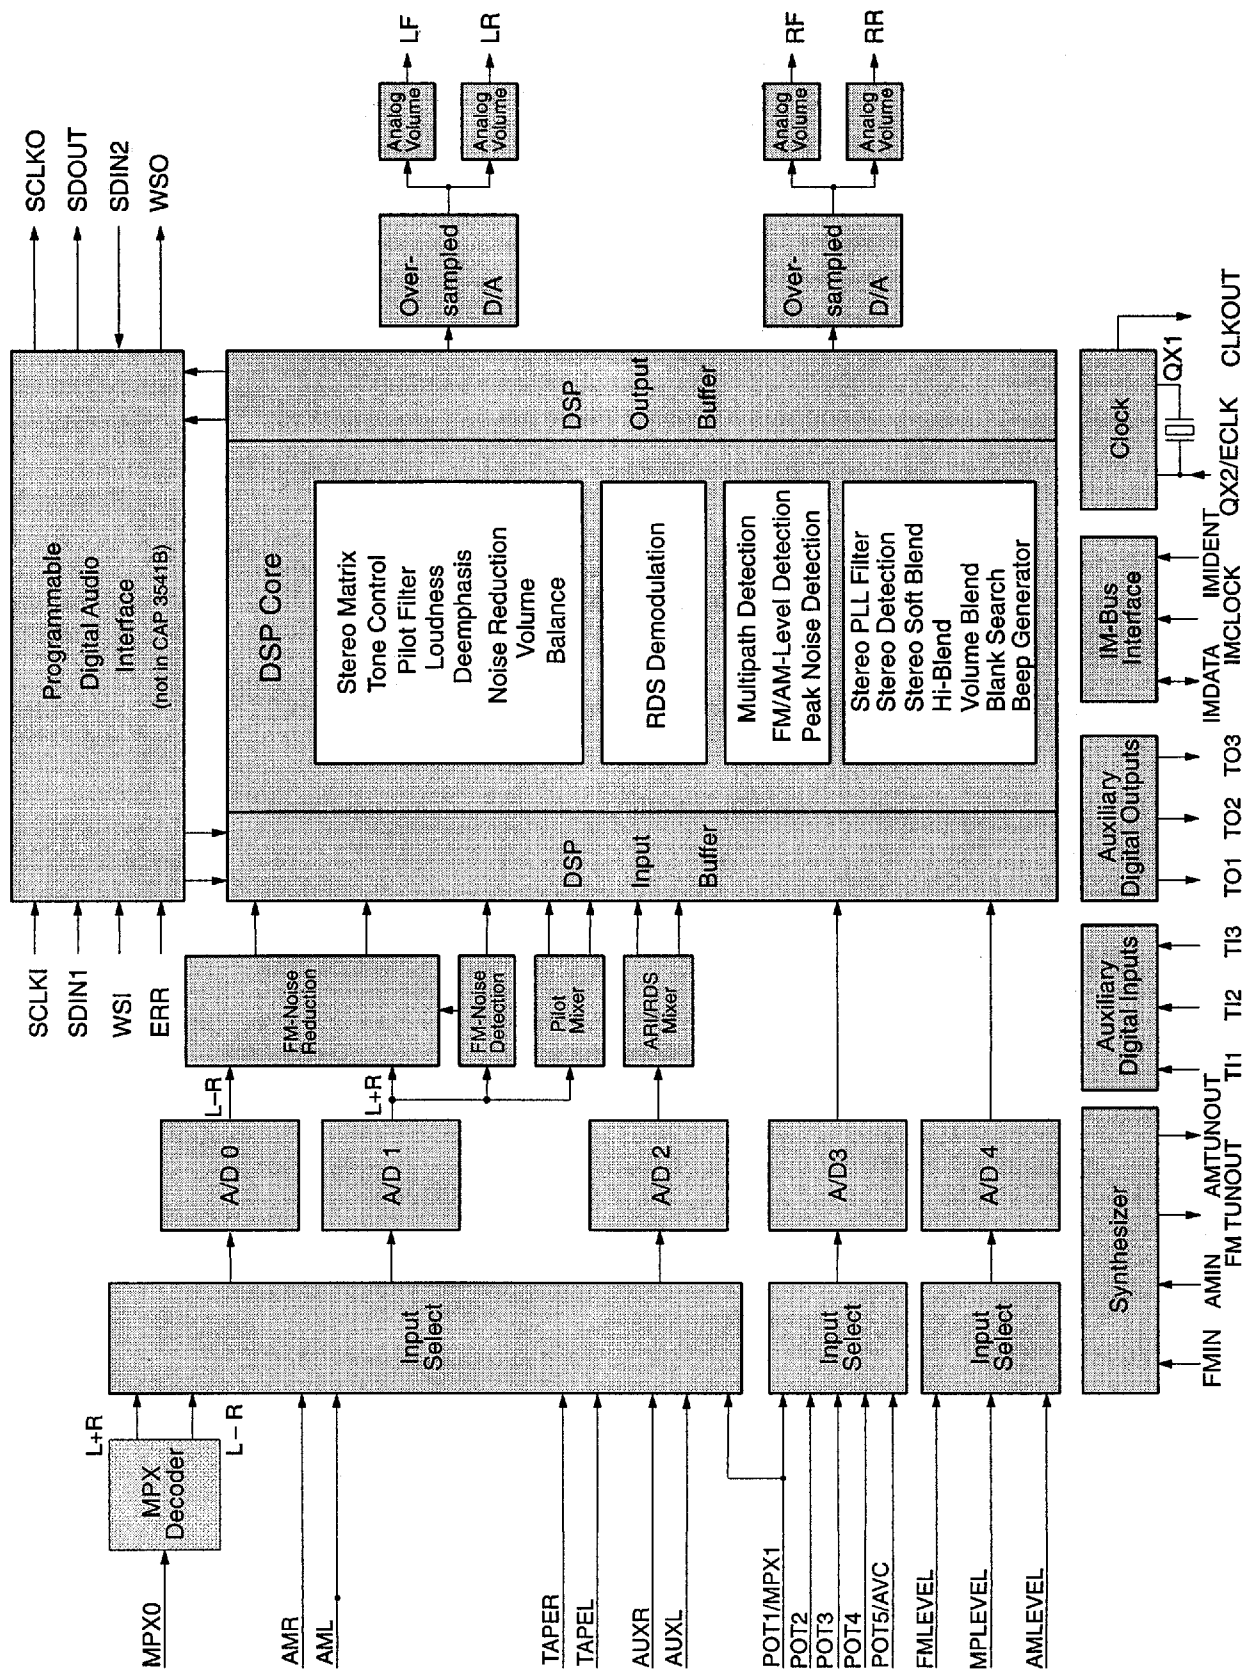 MPX0
AMR
AML
TAPER
TAPEL
AUXR
AUXL
POT1/MPX1
POT2
POT3
POT4
POT5/AVC
FMLEVEL
MPLEVEL
AMLEVEL
MPX
Decoder
L+R
L–R
Input
Select
Input
Select
Input
Select
A/D 0
A/D 1
A/D 2
A/D3
A/D 4
L–R
L+R
FM-Noise
Reduction
FM-Noise
Detection
Pilot
Mixer
ARI/RDS
Mixer
SCLKI
SDIN1
WSI
ERR
Programmable
Digital Audio
Interface
(not in CAP 3541B)
SCLKO
SDOUT
SDIN2
WSO
DSP
Input
Buffer
DSP Core
Stereo Matrix
Tone Control
Pilot Filter
Loudness
Deemphasis
Noise Reduction
Volume
Balance
RDS Demodulation
Multipath Detection
FM/AM-Level Detection
Peak Noise Detection
Stereo PLL Filter
Stereo Detection
Stereo Soft Blend
Hi-Blend
Volume Blend
Blank Search
Beep Generator
DSP
Output
Buffer
Over-
sampled
D/A
Over-
sampled
D/A
Analog
Volume
Analog
Volume
Analog
Volume
Analog
Volume
LF
LR
RF
RR
Synthesizer
FMIN
AMIN
FM TUNOUT
AMTUNOUT
Auxiliary
Digital Inputs
TI1
TI2
TI3
Auxiliary
Digital Outputs
TO1
TO2
TO3
IM-Bus
Interface
IMDATA
IMCLOCK
IMIDENT
Clock
QX2/ECLK
QX1
CLKOUT